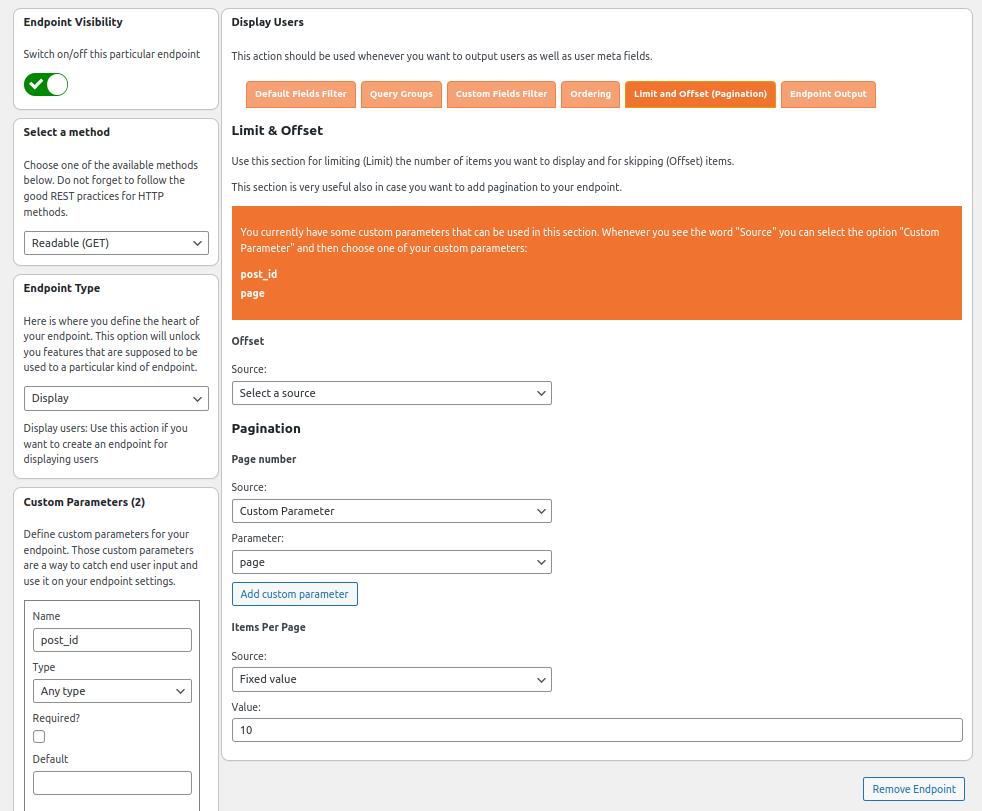 Endpoint Visibility
Switch on/off this particular endpoint
Select a method
Choose one of the available methods
below. Do not forget to follow the
good REST practices for HTTP
methods.
Readable (GET)
Endpoint Type
Here is where you define the heart of
your endpoint. This option will unlock
you features that are supposed to be
used to a particular kind of endpoint.
Display
Display users: Use this action if you
want to create an endpoint for
displaying users
Custom Parameters (2)
Define custom parameters for your
endpoint. Those custom parameters
are a way to catch end user input and
use it on your endpoint settings.
Name
post_id
Type
Any type
Required?
Default
Display Users
This action should be used whenever you want to output users as well as user meta fields.
Default Fields Filter
Query Groups
Custom Fields Filter
Ordering
Limit and Offset (Pagination)
Endpoint Output
Limit & Offset
Use this section for limiting (Limit) the number of items you want to display and for skipping (Offset) items.
This section is very useful also in case you want to add pagination to your endpoint.
You currently have some custom parameters that can be used in this section. Whenever you see the word "Source" you can select the option "Custom
Parameter" and then choose one of your custom parameters:
post_id
page
Offset
Source:
Select a source
Pagination
Page number
Source:
Custom Parameter
Parameter:
page
Add custom parameter
Items Per Page
Source:
Fixed value
Value:
10
Remove Endpoint